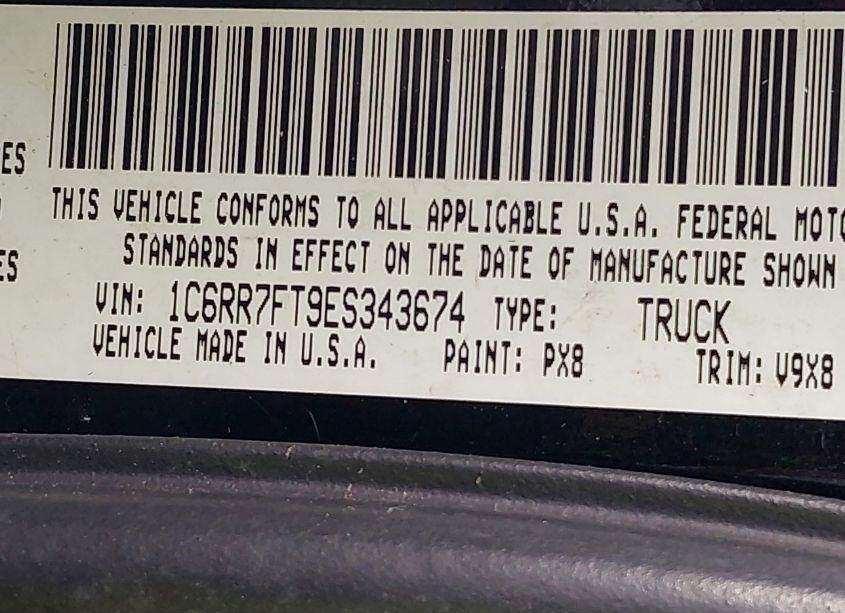 ES
THIS VEHICLE CONFORMS TO ALL APPLICABLE U.S.A. FEDERAL MOTO
STANDARDS IN EFFECT ON THE DATE OF MANUFACTURE SHOWN
ES
VIN: 1C6RR7FT9ES343674 TYPE: TRUCK
VEHICLE MADE IN U.S.A. PAINT: PX8 TRIM: V9X8